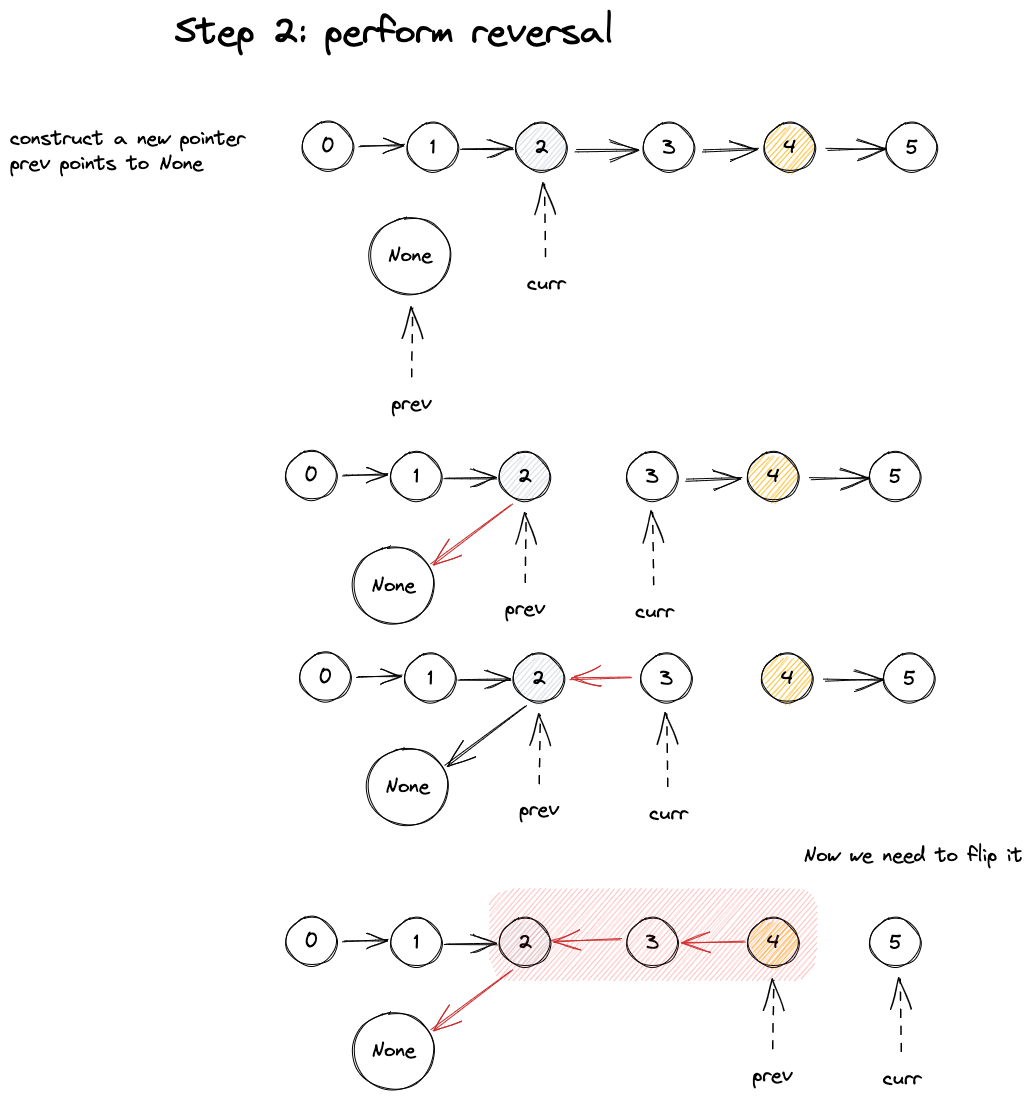 Step 2: perform reversal
construct a new pointer
prev points to None
0 1 2 3 4 5
None
curr
prev
0 1 2 3 4 5
None
prev curr
0 1 2 3 4 5
None
prev curr
Now we need to flip it
0 1 2 3 4 5
None
prev curr